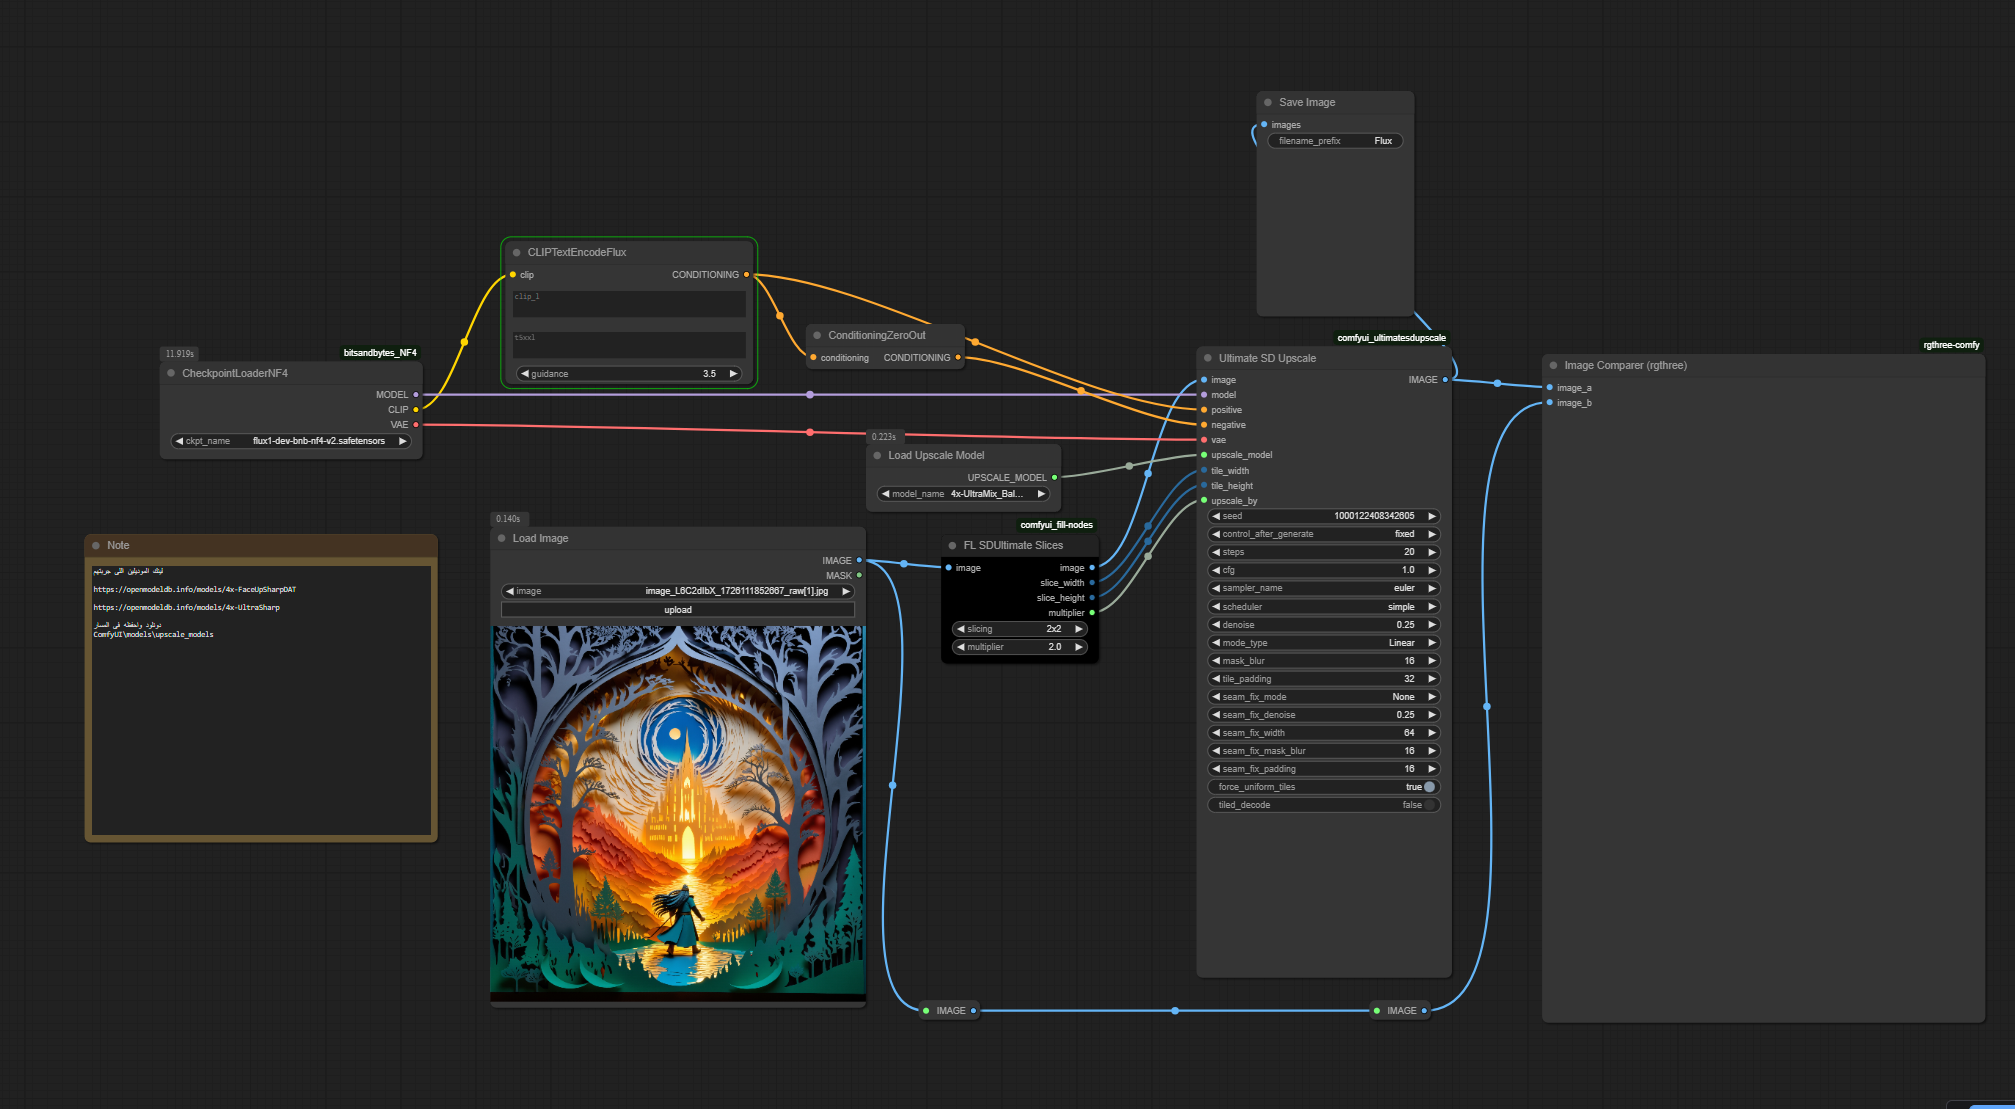 Save Image
images
filename_prefix Flux
CLIPTextEncodeFlux
clip CONDITIONING
clip_l
t5xxl
guidance 3.5
ConditioningZeroOut
conditioning CONDITIONING
11.919s
bitsandbytes_NF4
CheckpointLoaderNF4
MODEL
CLIP
VAE
ckpt_name flux1-dev-bnb-nf4-v2.safetensors
0.223s
Load Upscale Model
UPSCALE_MODEL
model_name 4x-UltraMix_Bal...
Note
لينك الموديلين اللى جربتهم
https://openmodeldb.info/models/4x-FaceUpSharpDAT
https://openmodeldb.info/models/4x-UltraSharp
دونلود واحفظه فى المسار
ComfyUI\models\upscale_models
0.140s
Load Image
IMAGE
MASK
image image_L6C2dIbX_1726111852667_raw[1].jpg
upload
comfyui_fill-nodes
FL SDUltimate Slices
image image
slice_width
slice_height
multiplier
slicing 2x2
multiplier 2.0
comfyui_ultimatesdupscale
Ultimate SD Upscale
image IMAGE
model
positive
negative
vae
upscale_model
tile_width
tile_height
upscale_by
seed 1000122408342605
control_after_generate fixed
steps 20
cfg 1.0
sampler_name euler
scheduler simple
denoise 0.25
mode_type Linear
mask_blur 16
tile_padding 32
seam_fix_mode None
seam_fix_denoise 0.25
seam_fix_width 64
seam_fix_mask_blur 16
seam_fix_padding 16
force_uniform_tiles true
tiled_decode false
rgthree-comfy
Image Comparer (rgthree)
image_a
image_b
IMAGE
IMAGE